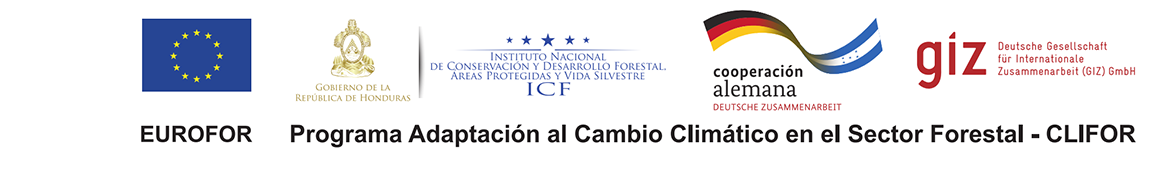 GOBIERNO DE LA
REPÚBLICA DE HONDURAS
INSTITUTO NACIONAL
DE CONSERVACIÓN Y DESARROLLO FORESTAL,
ÁREAS PROTEGIDAS Y VIDA SILVESTRE
ICF
cooperación
alemana
DEUTSCHE ZUSAMMENARBEIT
giz
Deutsche Gesellschaft
für Internationale
Zusammenarbeit (GIZ) GmbH
EUROFOR
Programa Adaptación al Cambio Climático en el Sector Forestal - CLIFOR